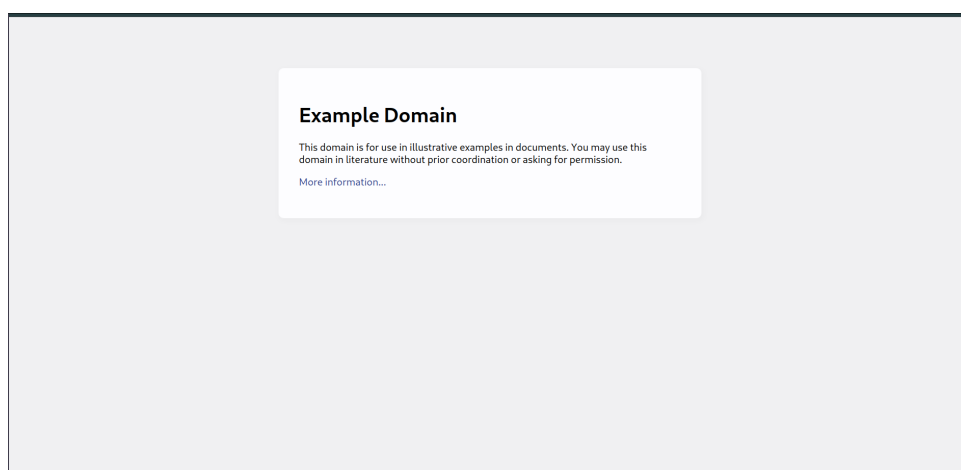 Example Domain
This domain is for use in illustrative examples in documents. You may use this
domain in literature without prior coordination or asking for permission.
More information...